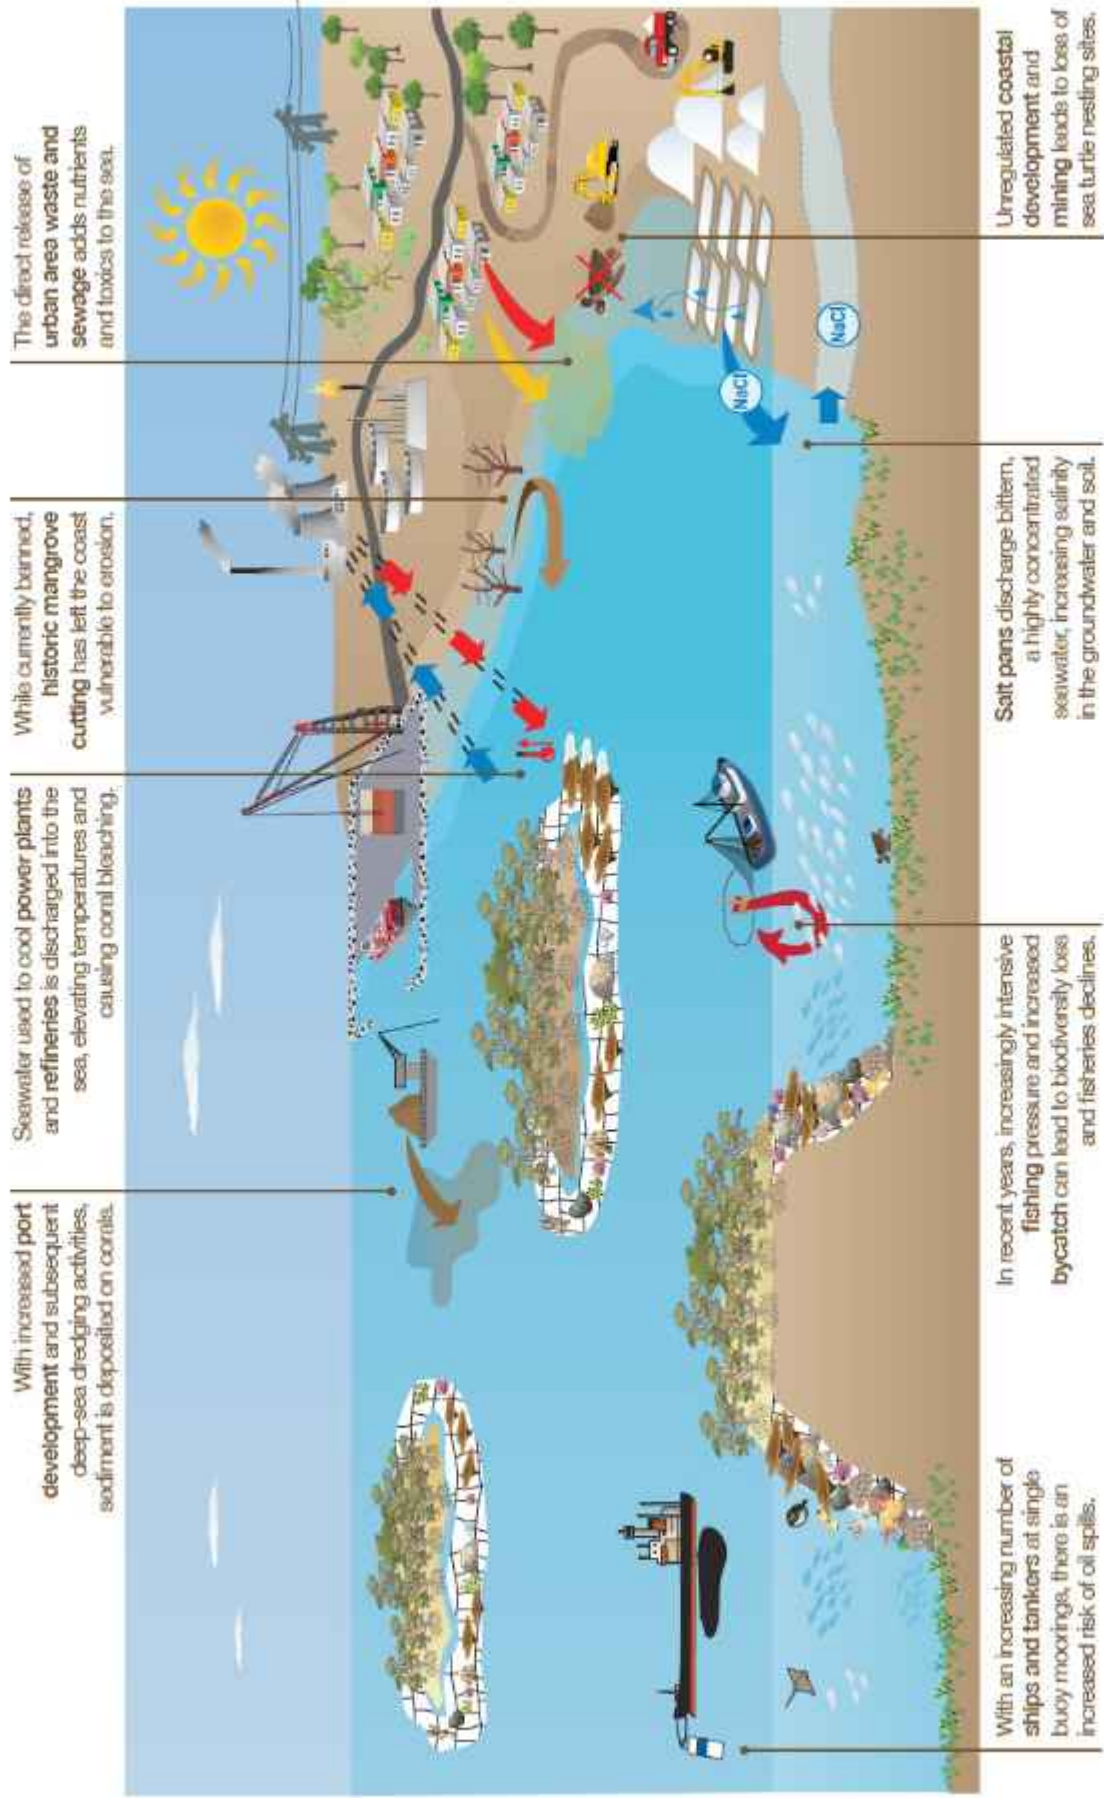 With increased port
development and subsequent
deep-sea dredging activities,
sediment is deposited on corals.
Seawater used to cool power plants
and refineries is discharged into the
sea, elevating temperatures and
causing coral bleaching.
While currently banned,
historic mangrove
cutting has left the coast
vulnerable to erosion.
The direct release of
urban area waste and
sewage adds nutrients
and toxics to the sea.
NaCl
NaCl
With an increasing number of
ships and tankers at single
buoy moorings, there is an
increased risk of oil spills.
In recent years, increasingly intensive
fishing pressure and increased
bycatch can lead to biodiversity loss
and fisheries declines.
Salt pans discharge bittern,
a highly concentrated
seawater, increasing salinity
in the groundwater and soil.
Unregulated coastal
development and
mining leads to loss of
sea turtle nesting sites.